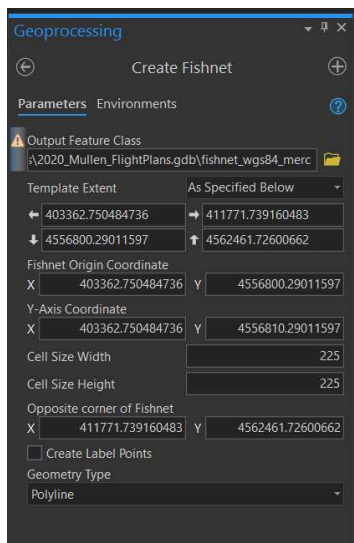 Geoprocessing
Create Fishnet
Parameters Environments
Output Feature Class
:\2020_Mullen_FlightPlans.gdb\fishnet_wgs84_merc
Template Extent As Specified Below
403362.750484736 411771.739160483
4556800.29011597 4562461.72600662
Fishnet Origin Coordinate
X 403362.750484736 Y 4556800.29011597
Y-Axis Coordinate
X 403362.750484736 Y 4556810.29011597
Cell Size Width 225
Cell Size Height 225
Opposite corner of Fishnet
X 411771.739160483 Y 4562461.72600662
Create Label Points
Geometry Type
Polyline